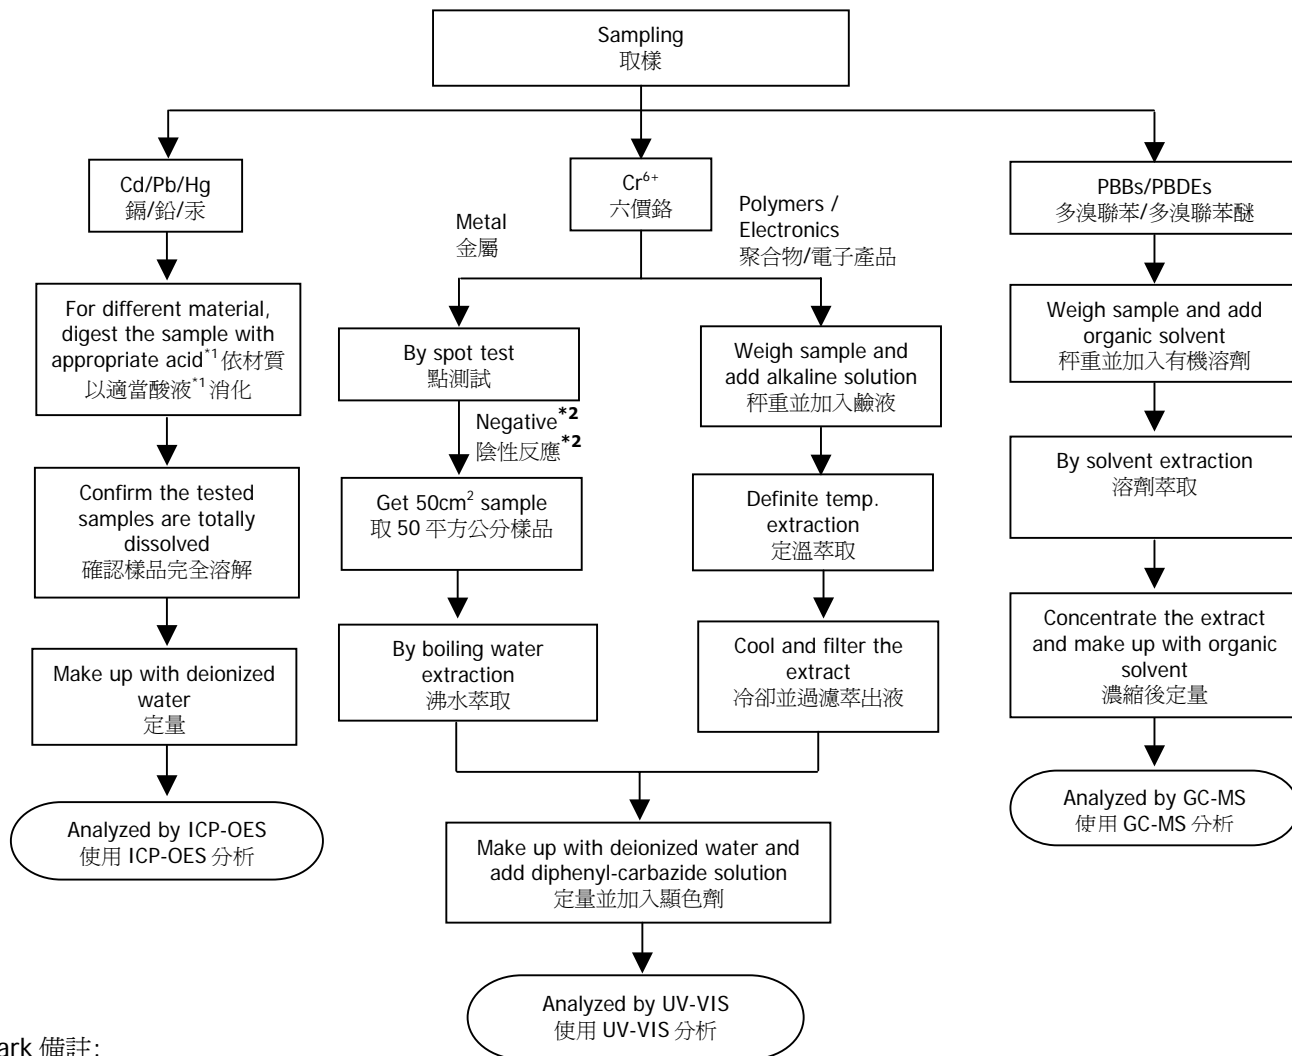 Sampling
取樣
Cd/Pb/Hg
鎘/鉛/汞
For different material,
digest the sample with
appropriate acid*1 依材質
以適當酸液*1 消化
Confirm the tested
samples are totally
dissolved
確認樣品完全溶解
Make up with deionized
water
定量
Analyzed by ICP-OES
使用 ICP-OES 分析
Cr6+
六價鉻
Metal
金屬
Polymers /
Electronics
聚合物/電子產品
By spot test
點測試
Negative*2
陰性反應*2
Get 50cm2 sample
取 50 平方公分樣品
By boiling water
extraction
沸水萃取
Weigh sample and
add alkaline solution
秤重並加入鹼液
Definite temp.
extraction
定溫萃取
Cool and filter the
extract
冷卻並過濾萃出液
Make up with deionized water and
add diphenyl-carbazide solution
定量並加入顯色劑
Analyzed by UV-VIS
使用 UV-VIS 分析
PBBs/PBDEs
多溴聯苯/多溴聯苯醚
Weigh sample and add
organic solvent
秤重並加入有機溶劑
By solvent extraction
溶劑萃取
Concentrate the extract
and make up with organic
solvent
濃縮後定量
Analyzed by GC-MS
使用 GC-MS 分析
ark 備註: